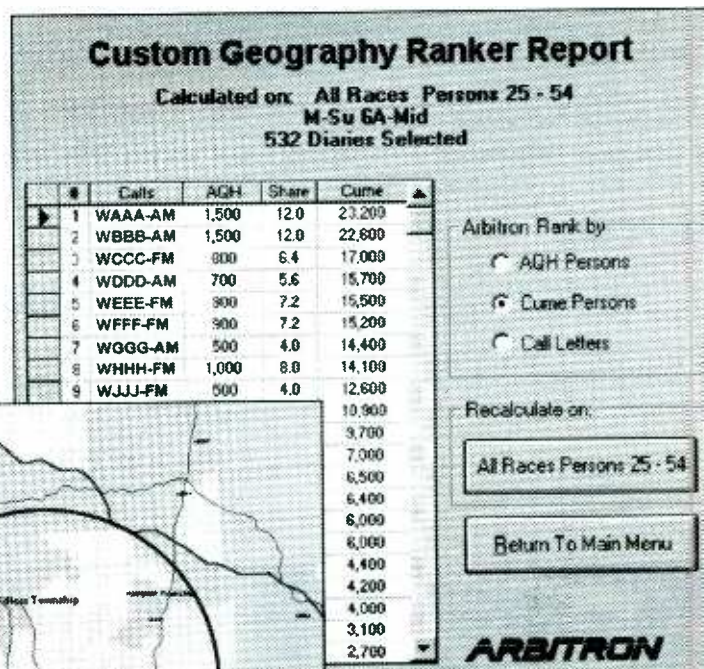 Custom Geography Ranker Report
Calculated on: All Races Persons 25 - 54
M-Su 6A-Mid
532 Diaries Selected
# Calls AQH Share Cume
1 WAAA-AM 1,500 12.0 23,200
2 WBBB-AM 1,500 12.0 22,600
3 WCCC-FM 800 6.4 17,000
4 WDDD-AM 700 5.6 15,700
5 WEEE-FM 900 7.2 15,500
6 WFFF-FM 900 7.2 15,200
7 WGGG-AM 500 4.0 14,400
8 WHHH-FM 1,000 8.0 14,100
9 WJJJ-FM 500 4.0 12,600
10,900
9,700
7,000
6,500
6,400
6,000
6,000
4,400
4,200
4,000
3,100
2,700
Arbitron Rank by
AQH Persons
Cume Persons
Call Letters
Recalculate on:
All Races Persons 25 - 54
Return To Main Menu
Township
ARBITRON